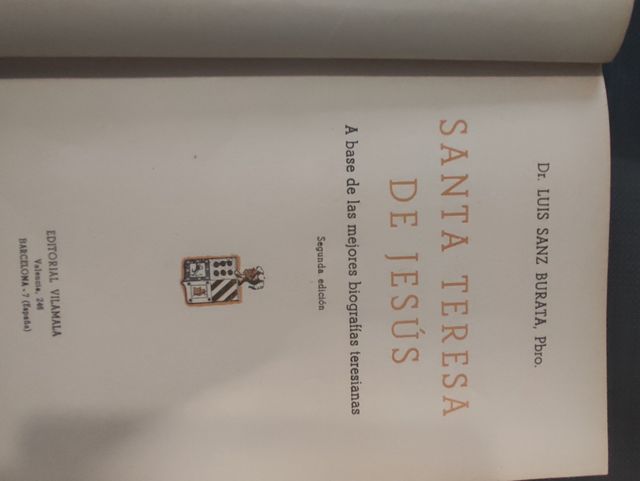 Dr. LUIS SANZ BURATA, Pbro.
SANTA TERESA
DE JESÚS
A base de las mejores biografías teresianas
Segunda edición
EDITORIAL VILAMALA
Valencia, 246
BARCELONA - 7 (España)